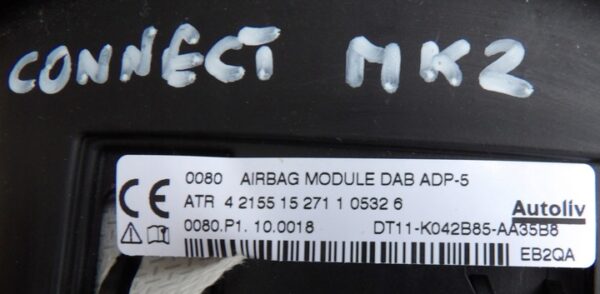 CONNECT MK2
0080 AIRBAG MODULE DAB ADP-5
ATR 4 2155 15 271 1 0532 6
Autoliv
0080.P1. 10.0018 DT11-K042B85-AA35B8
EB2QA
CE